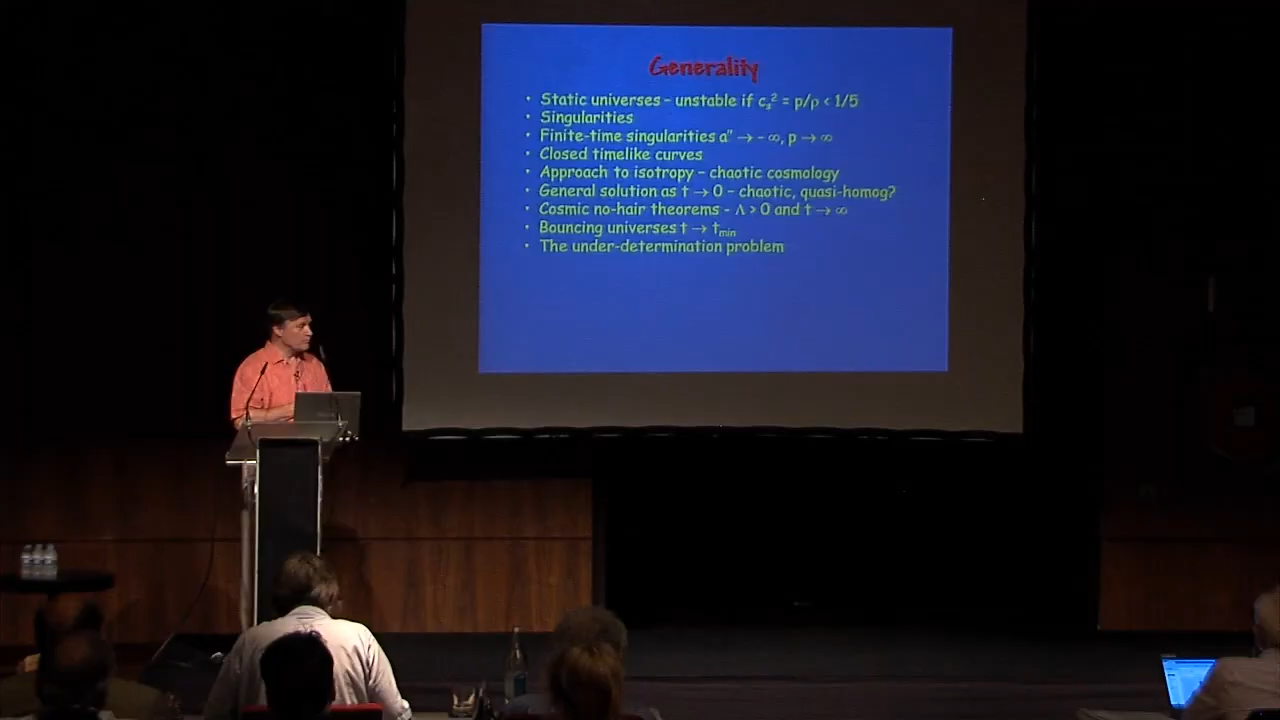 Generality
• Static universes – unstable if cₛ² = p/ρ < 1/5
• Singularities
• Finite-time singularities a″ → - ∞, p → ∞
• Closed timelike curves
• Approach to isotropy – chaotic cosmology
• General solution as t → 0 – chaotic, quasi-homog?
• Cosmic no-hair theorems - Λ > 0 and t → ∞
• Bouncing universes t → tₘᵢₙ
• The under-determination problem